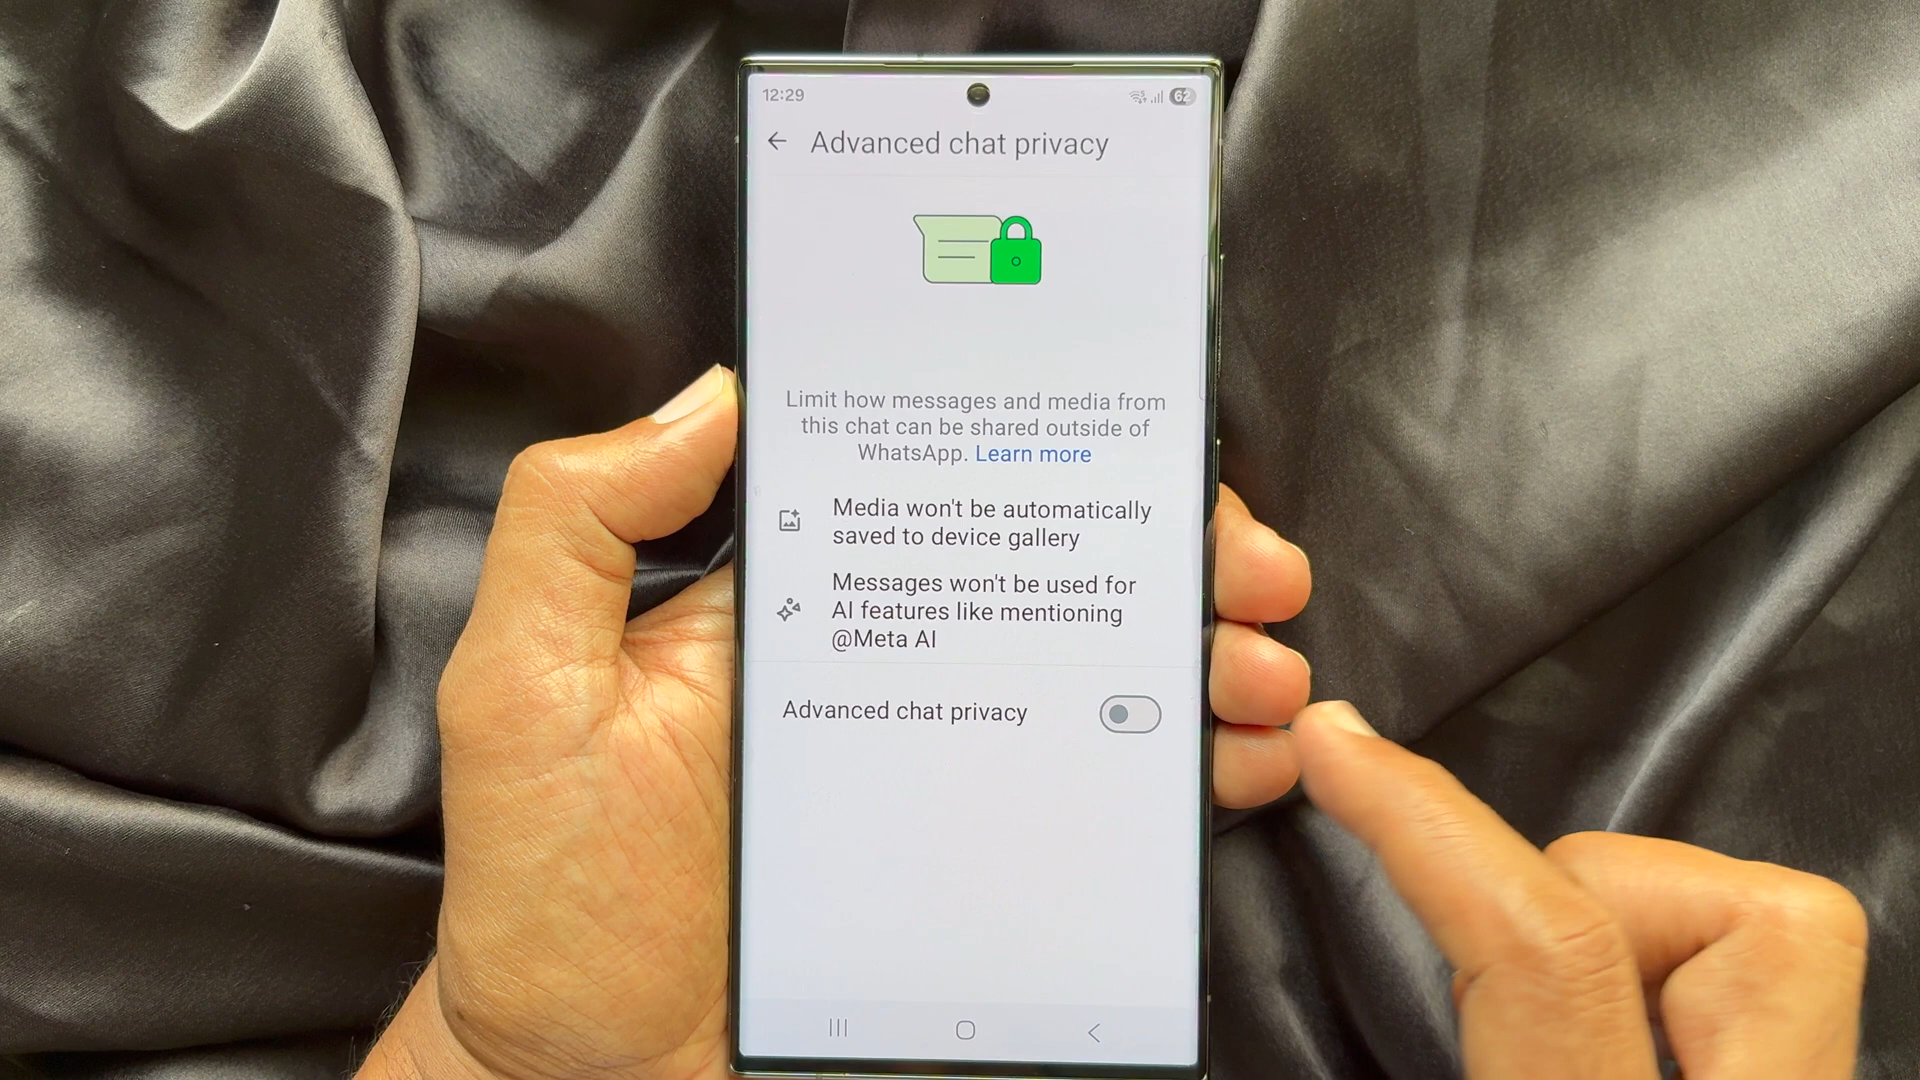 12:29
62
Advanced chat privacy
Limit how messages and media from
this chat can be shared outside of
WhatsApp. Learn more
Media won't be automatically
saved to device gallery
Messages won't be used for
AI features like mentioning
@Meta AI
Advanced chat privacy